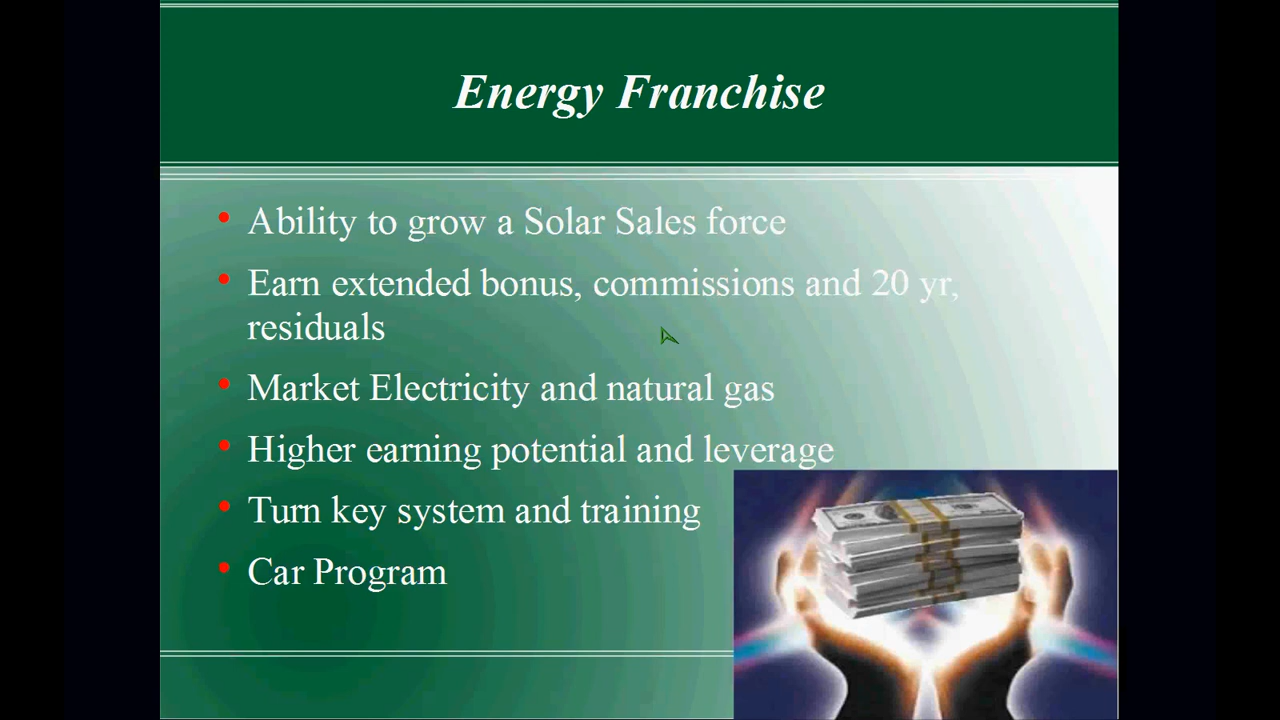 Energy Franchise
• Ability to grow a Solar Sales force
• Earn extended bonus, commissions and 20 yr,
residuals
• Market Electricity and natural gas
• Higher earning potential and leverage
• Turn key system and training
• Car Program